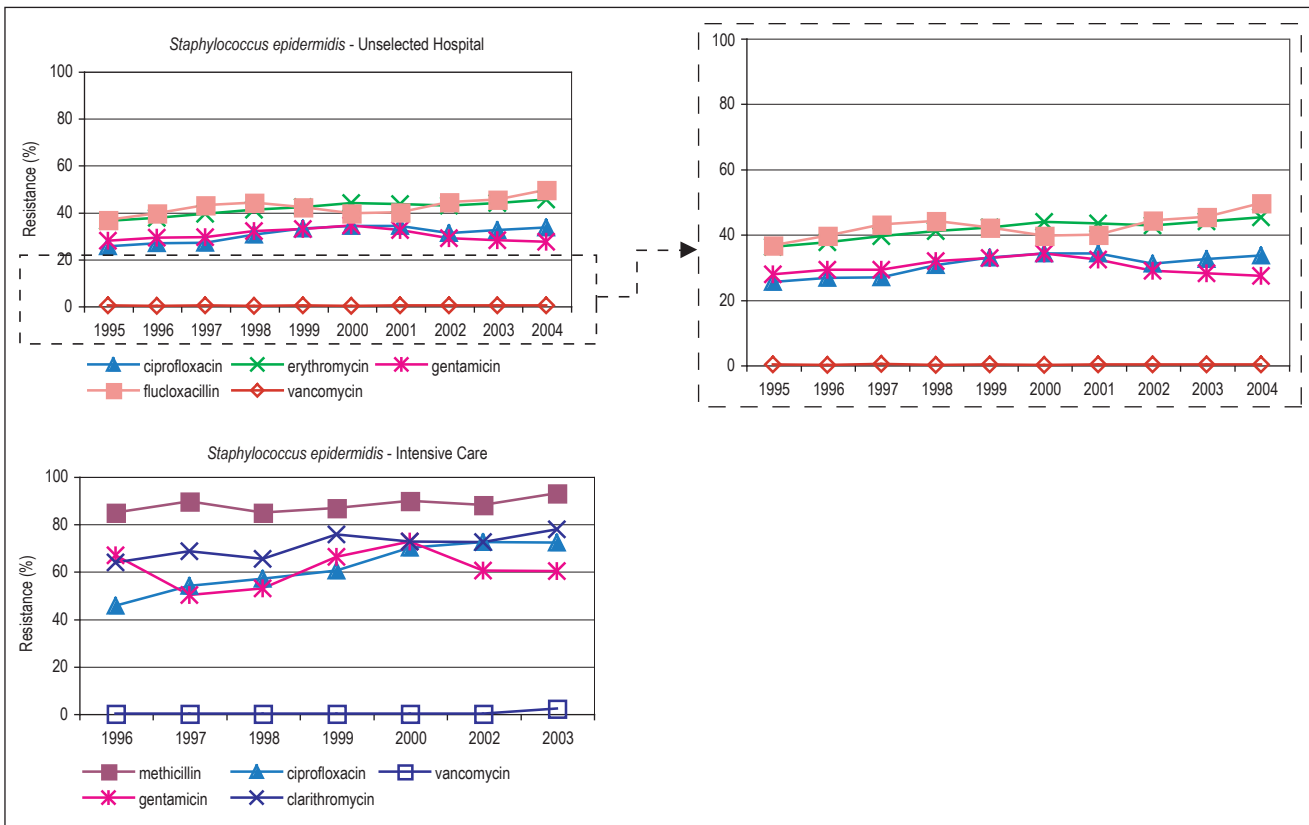 Staphylococcus epidermidis - Unselected Hospital
Resistance (%)
100
80
60
40
20
0
1995 1996 1997 1998 1999 2000 2001 2002 2003 2004
ciprofloxacin erythromycin gentamicin
flucloxacillin vancomycin
100
80
60
40
20
0
1995 1996 1997 1998 1999 2000 2001 2002 2003 2004
Staphylococcus epidermidis - Intensive Care
Resistance (%)
100
80
60
40
20
0
1996 1997 1998 1999 2000 2002 2003
methicillin ciprofloxacin vancomycin
gentamicin clarithromycin